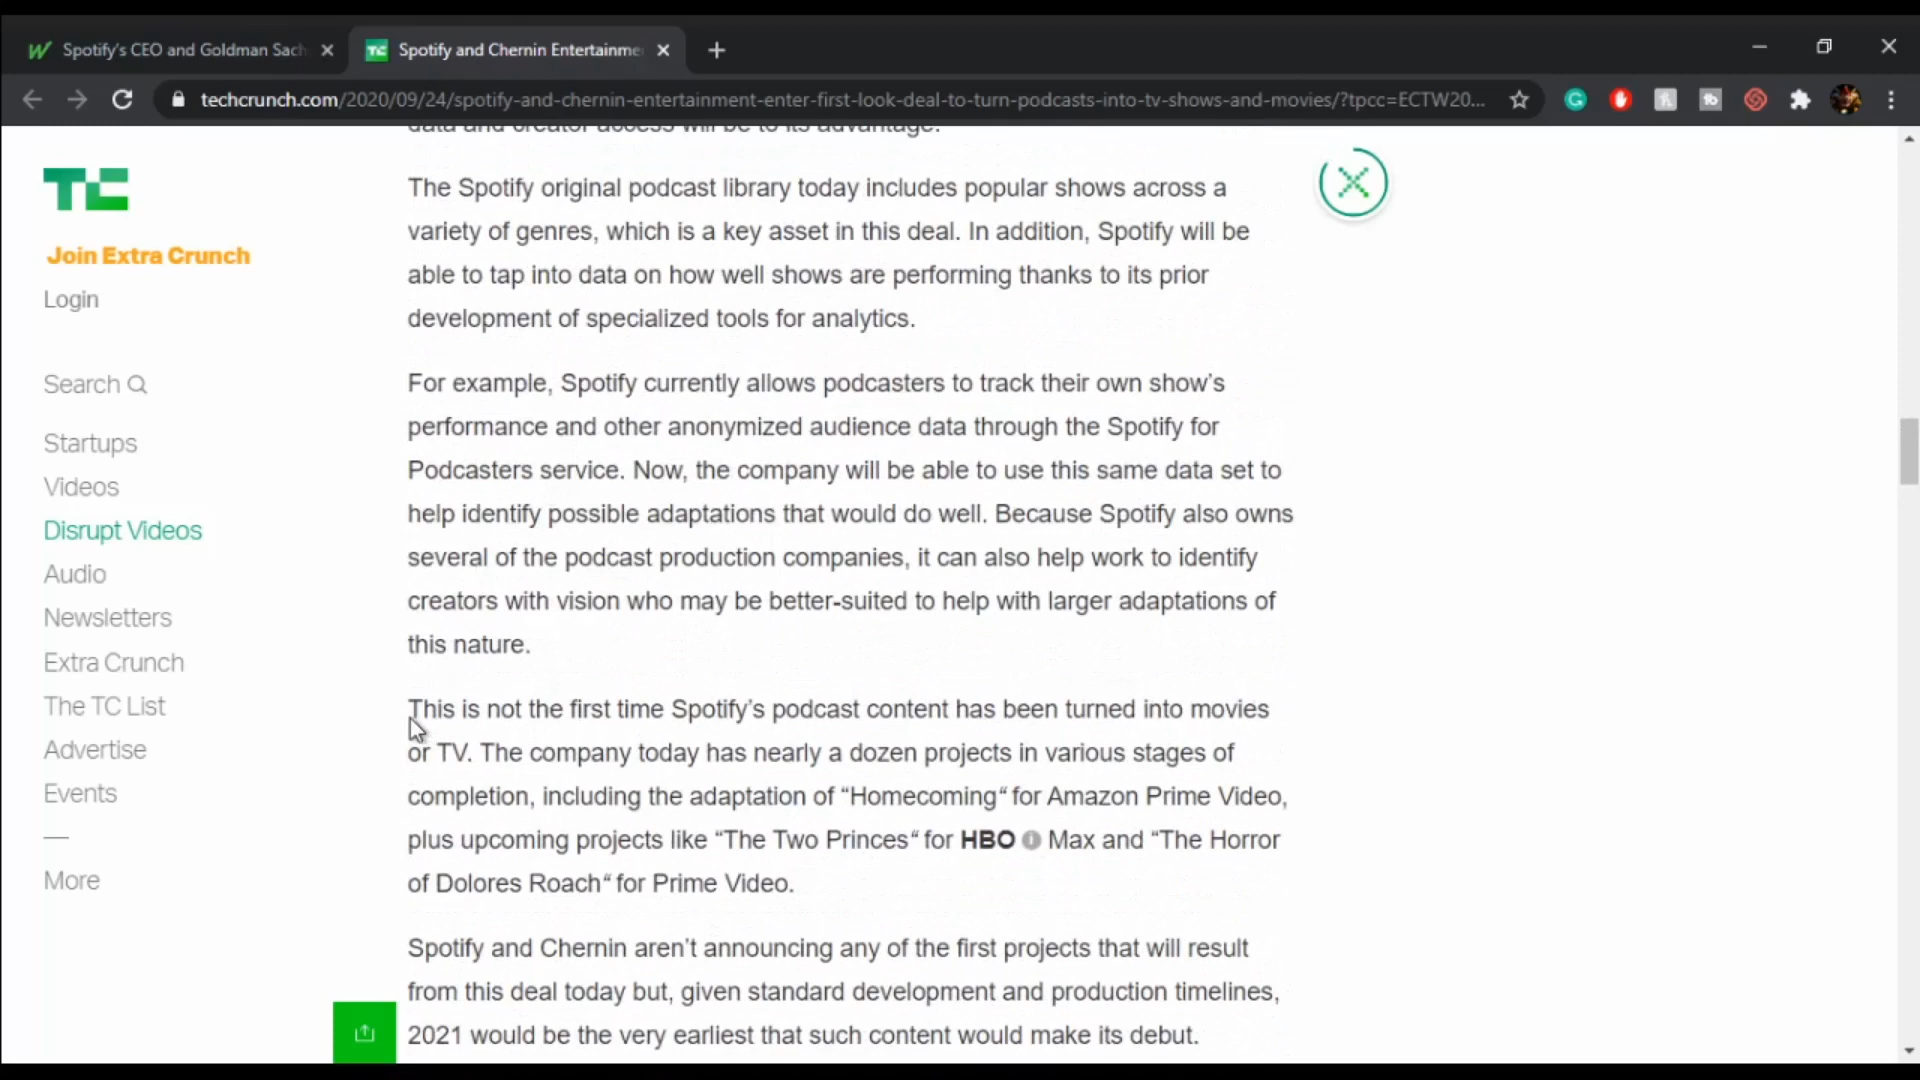 Spotify's CEO and Goldman Sach
Spotify and Chernin Entertainme
techcrunch.com/2020/09/24/spotify-and-chernin-entertainment-enter-first-look-deal-to-turn-podcasts-into-tv-shows-and-movies/?tpcc=ECTW20...
TC
Join Extra Crunch
Login
Search
Startups
Videos
Disrupt Videos
Audio
Newsletters
Extra Crunch
The TC List
Advertise
Events
—
More
data and creator access will be to its advantage.
The Spotify original podcast library today includes popular shows across a
variety of genres, which is a key asset in this deal. In addition, Spotify will be
able to tap into data on how well shows are performing thanks to its prior
development of specialized tools for analytics.
For example, Spotify currently allows podcasters to track their own show’s
performance and other anonymized audience data through the Spotify for
Podcasters service. Now, the company will be able to use this same data set to
help identify possible adaptations that would do well. Because Spotify also owns
several of the podcast production companies, it can also help work to identify
creators with vision who may be better-suited to help with larger adaptations of
this nature.
This is not the first time Spotify’s podcast content has been turned into movies
or TV. The company today has nearly a dozen projects in various stages of
completion, including the adaptation of “Homecoming“ for Amazon Prime Video,
plus upcoming projects like “The Two Princes“ for HBO Max and “The Horror
of Dolores Roach“ for Prime Video.
Spotify and Chernin aren’t announcing any of the first projects that will result
from this deal today but, given standard development and production timelines,
2021 would be the very earliest that such content would make its debut.